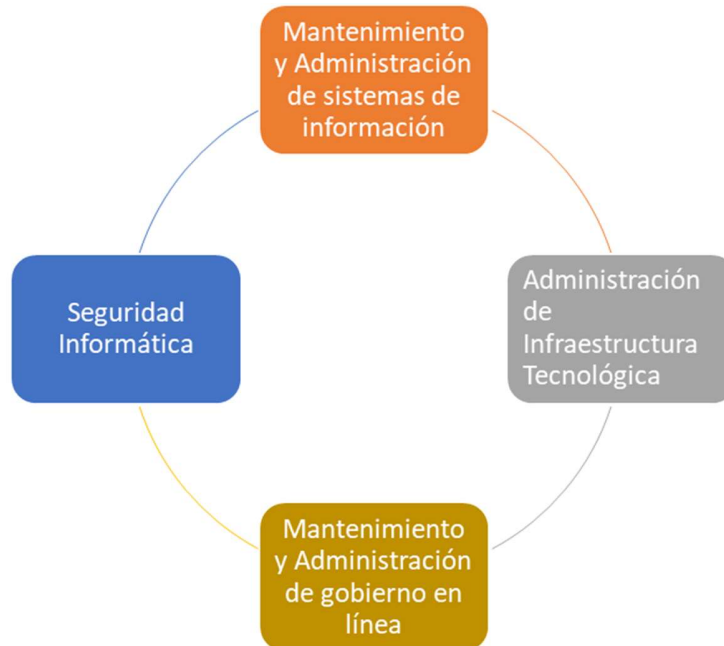 Mantenimiento
y Administración
de sistemas de
información
Administración
de
Infraestructura
Tecnológica
Mantenimiento
y Administración
de gobierno en
línea
Seguridad
Informática